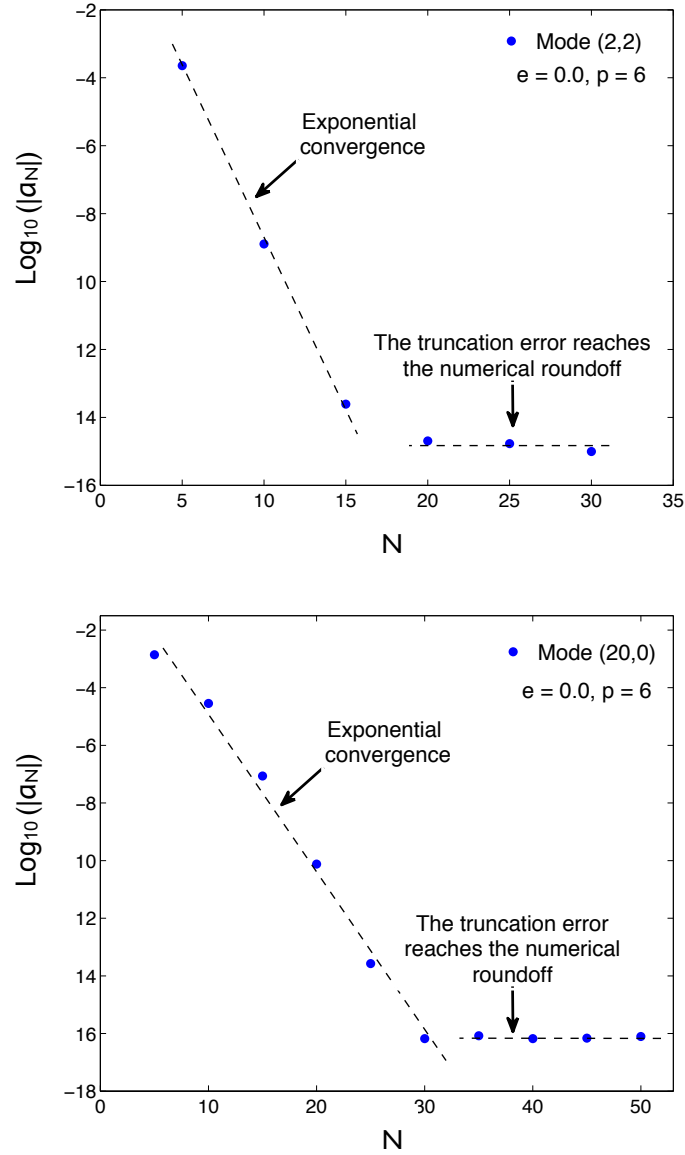 −2
Mode (2,2)
e = 0.0, p = 6
−4
Exponential
convergence
−6
−8
10
12
The truncation error reaches
the numerical roundoff
14
−16
0 5 10 15 20 25 30 35
Log10 (|aN|)
N
−2
Mode (20,0)
e = 0.0, p = 6
−4
Exponential
convergence
−6
−8
10
12
The truncation error
reaches the numerical
roundoff
14
16
−18
0 10 20 30 40 50
Log10 (|aN|)
N